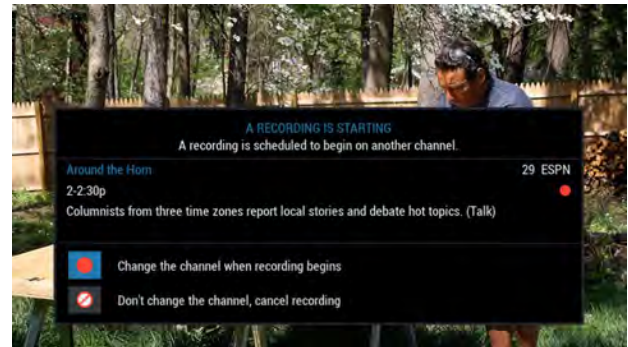 A RECORDING IS STARTING
A recording is scheduled to begin on another channel.
Around the Horn 29 ESPN
2-2:30p
Columnists from three time zones report local stories and debate hot topics. (Talk)
Change the channel when recording begins
Don't change the channel, cancel recording